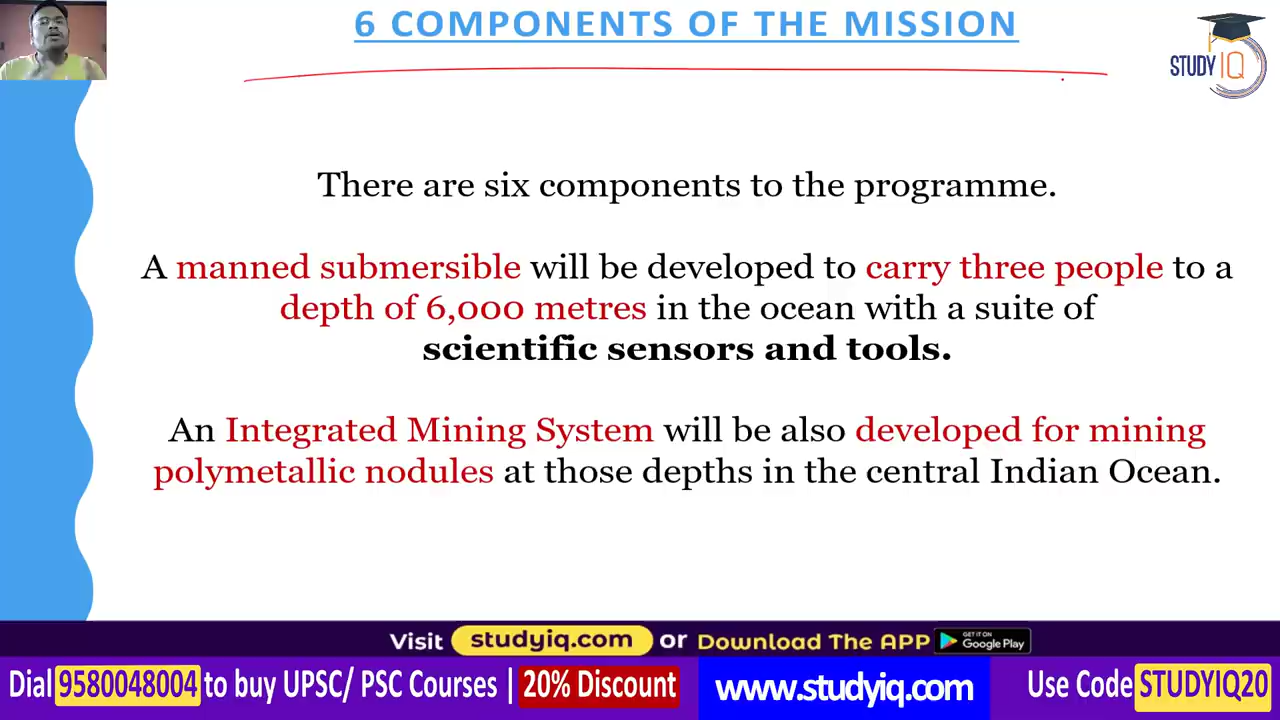 6 COMPONENTS OF THE MISSION
STUDY IQ
There are six components to the programme.
A manned submersible will be developed to carry three people to a
depth of 6,000 metres in the ocean with a suite of
scientific sensors and tools.
An Integrated Mining System will be also developed for mining
polymetallic nodules at those depths in the central Indian Ocean.
Visit studyiq.com or Download The APP GET IT ON Google Play
Dial 9580048004 to buy UPSC/ PSC Courses | 20% Discount www.studyiq.com Use Code STUDYIQ20